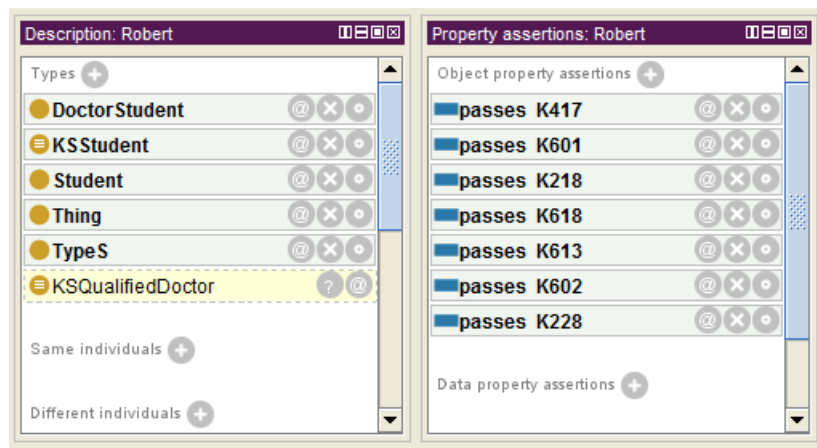 Description: Robert
Types
DoctorStudent
KSStudent
Student
Thing
TypeS
KSQualifiedDoctor
Same individuals
Different individuals
Property assertions: Robert
Object property assertions
passes K417
passes K601
passes K218
passes K618
passes K613
passes K602
passes K228
Data property assertions